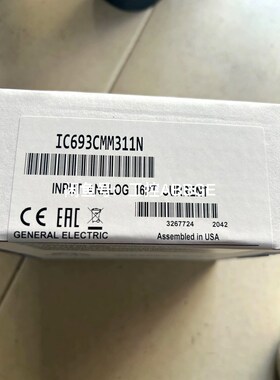 IC693CMM311N
INPUT ANALOG 16PT CURRENT
CE EAC
3267724 2042
GENERAL ELECTRIC Assembled in USA